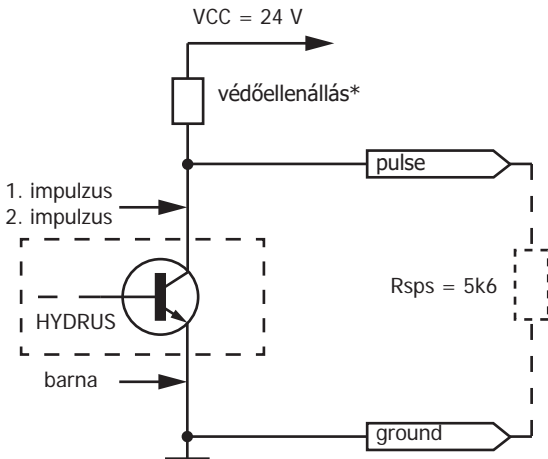 VCC = 24 V
védőellenállás*
pulse
1. impulzus
2. impulzus
Rsps = 5k6
HYDRUS
barna
ground